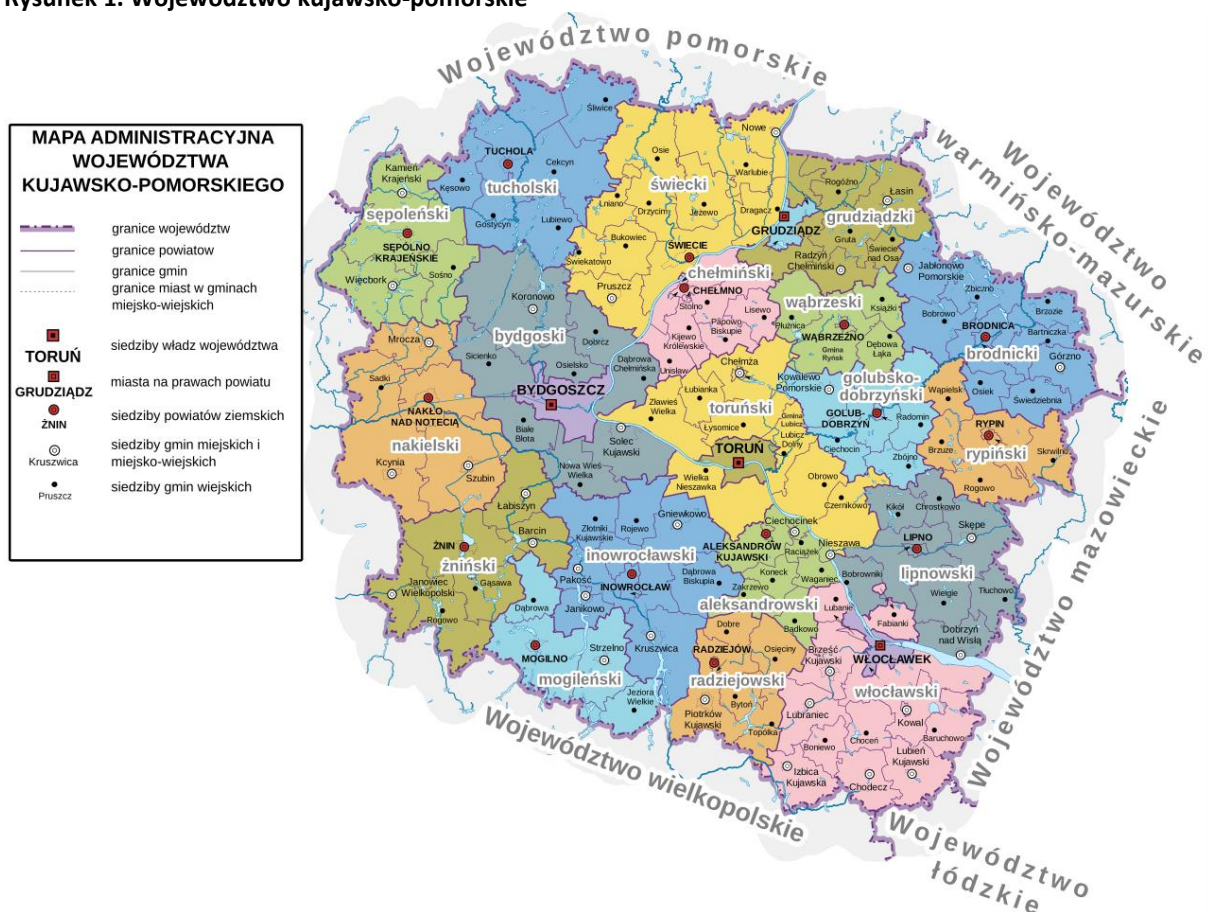 Rysunek 1. Województwo kujawsko-pomorskie
MAPA ADMINISTRACYJNA
WOJEWÓDZTWA
KUJAWSKO-POMORSKIEGO
granice województw
granice powiatow
granice gmin
granice miast w gminach
miejsko-wiejskich
TORUŃ
siedziby władz województwa
GRUDZIĄDZ
miasta na prawach powiatu
ŻNIN
siedziby powiatów ziemskich
Kruszwica
siedziby gmin miejskich i
miejsko-wiejskich
Pruszcz
siedziby gmin wiejskich
Województwo pomorskie
Województwo
warmińsko-mazurskie
Województwo mazowieckie
Województwo
łódzkie
Województwo wielkopolskie
Śliwice
TUCHOLA
Cekcyn
Kęsowo
tucholski
Gostycyn
Lubiewo
Kamień
Krajeński
sępoleński
SĘPÓLNO
KRAJEŃSKIE
Więcbork
Sośno
Nowe
Osie
Warlubie
świecki
Lniano
Drzycim
Jeżewo
Dragacz
Bukowiec
ŚWIECIE
Świekatowo
Pruszcz
GRUDZIĄDZ
Rogóźno
Łasin
grudziądzki
Gruta
Świecie
nad Osą
Radzyn
Chełmiński
chełmiński
CHEŁMNO
Stolno
Lisewo
Kijewo
Królewskie
Papowo
Biskupie
Unisław
wąbrzeski
Płużnica
WĄBRZEŹNO
Książki
Gmina
Ryńsk
Dębowa
Łąka
Jabłonowo
Pomorskie
Zbiczno
Bobrowo
BRODNICA
Brzozie
Bartniczka
brodnicki
Górzno
Osiek
Świedziebnia
Koronowo
bydgoski
Dobrcz
Sicienko
Osielsko
Dąbrowa
Chełmińska
BYDGOSZCZ
Białe
Błota
Solec
Kujawski
Nowa Wieś
Wielka
Mrocza
Sadki
NAKŁO
NAD NOTECIĄ
nakielski
Kcynia
Szubin
Chełmża
Łubianka
toruński
Zławieś
Wielka
Łysomice
Gmina
Lubicz
Lubicz
Dolny
TORUŃ
Wielka
Nieszawka
Obrowo
Czernikowo
Kowalewo
Pomorskie
golubsko-
dobrzyński
GOLUB-
DOBRZYŃ
Radomin
Ciechocin
Zbójno
Wąpielsk
RYPIN
Brzuze
rypiński
Skrwilno
Rogowo
Łabiszyn
Barcin
ŻNIN
żniński
Janowiec
Wielkopolski
Gąsawa
Rogowo
Złotniki
Kujawskie
Rojewo
Gniewkowo
inowrocławski
Pakość
INOWROCŁAW
Dąbrowa
Biskupia
Janikowo
Kruszwica
Ciechocinek
ALEKSANDRÓW
KUJAWSKI
Raciążek
Nieszawa
Koneck
Waganiec
Zakrzewo
aleksandrowski
Bądkowo
Kikół
Chrostkowo
Skępe
LIPNO
Bobrowniki
lipnowski
Wielgie
Tłuchowo
Dobrzyń
nad Wisłą
Dąbrowa
MOGILNO
Strzelno
mogileński
Jeziora
Wielkie
Dobre
RADZIEJÓW
Osięciny
radziejowski
Piotrków
Kujawski
Bytoń
Topólka
Lubanie
Fabianki
WŁOCŁAWEK
Brześć
Kujawski
włocławski
Lubraniec
Kowal
Boniewo
Choceń
Baruchowo
Lubień
Kujawski
Izbica
Kujawska
Chodecz